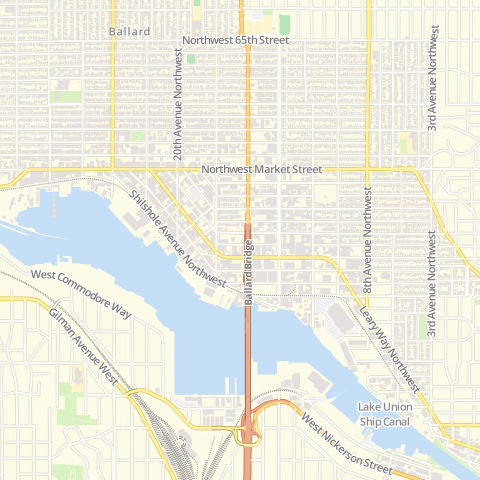 Ballard
Northwest 65th Street
3rd Avenue Northwest
20th Avenue Northwest
Northwest Market Street
Shilshole Avenue Northwest
8th Avenue Northwest
Ballard Bridge
3rd Avenue Northwest
West Commodore Way
Gilman Avenue West
Leary Way Northwest
Lake Union
Ship Canal
West Nickerson Street